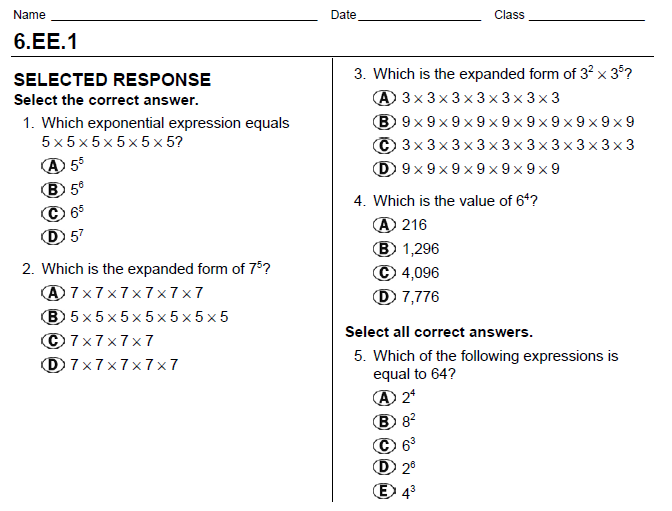 Name Date Class
6.EE.1
SELECTED RESPONSE
Select the correct answer.
1. Which exponential expression equals
5 × 5 × 5 × 5 × 5 × 5?
A 5⁵
B 5⁶
C 6⁵
D 5⁷
2. Which is the expanded form of 7⁵?
A 7 × 7 × 7 × 7 × 7 × 7
B 5 × 5 × 5 × 5 × 5 × 5 × 5
C 7 × 7 × 7 × 7
D 7 × 7 × 7 × 7 × 7
3. Which is the expanded form of 3² × 3⁵?
A 3 × 3 × 3 × 3 × 3 × 3 × 3
B 9 × 9 × 9 × 9 × 9 × 9 × 9 × 9 × 9 × 9
C 3 × 3 × 3 × 3 × 3 × 3 × 3 × 3 × 3 × 3
D 9 × 9 × 9 × 9 × 9 × 9 × 9
4. Which is the value of 6⁴?
A 216
B 1,296
C 4,096
D 7,776
Select all correct answers.
5. Which of the following expressions is
equal to 64?
A 2⁴
B 8²
C 6³
D 2⁶
E 4³